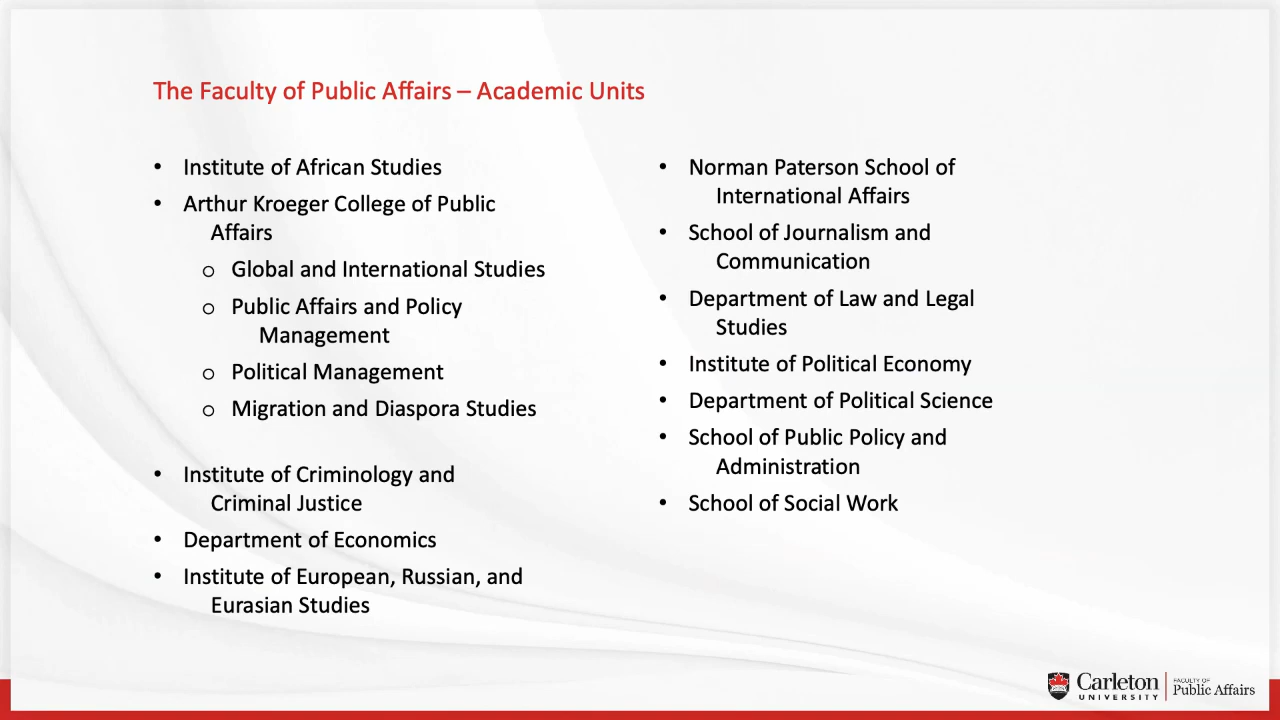 The Faculty of Public Affairs – Academic Units
• Institute of African Studies
• Arthur Kroeger College of Public
Affairs
o Global and International Studies
o Public Affairs and Policy
Management
o Political Management
o Migration and Diaspora Studies
• Institute of Criminology and
Criminal Justice
• Department of Economics
• Institute of European, Russian, and
Eurasian Studies
• Norman Paterson School of
International Affairs
• School of Journalism and
Communication
• Department of Law and Legal
Studies
• Institute of Political Economy
• Department of Political Science
• School of Public Policy and
Administration
• School of Social Work
Carleton
UNIVERSITY
FACULTY OF
Public Affairs